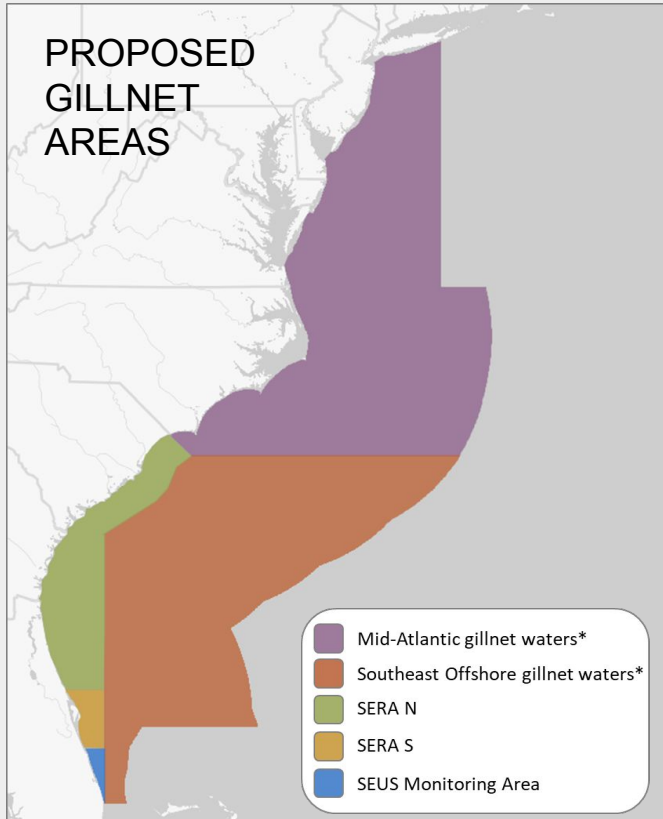 PROPOSED
GILLNET
AREAS
Mid-Atlantic gillnet waters*
Southeast Offshore gillnet waters*
SERA N
SERA S
SEUS Monitoring Area